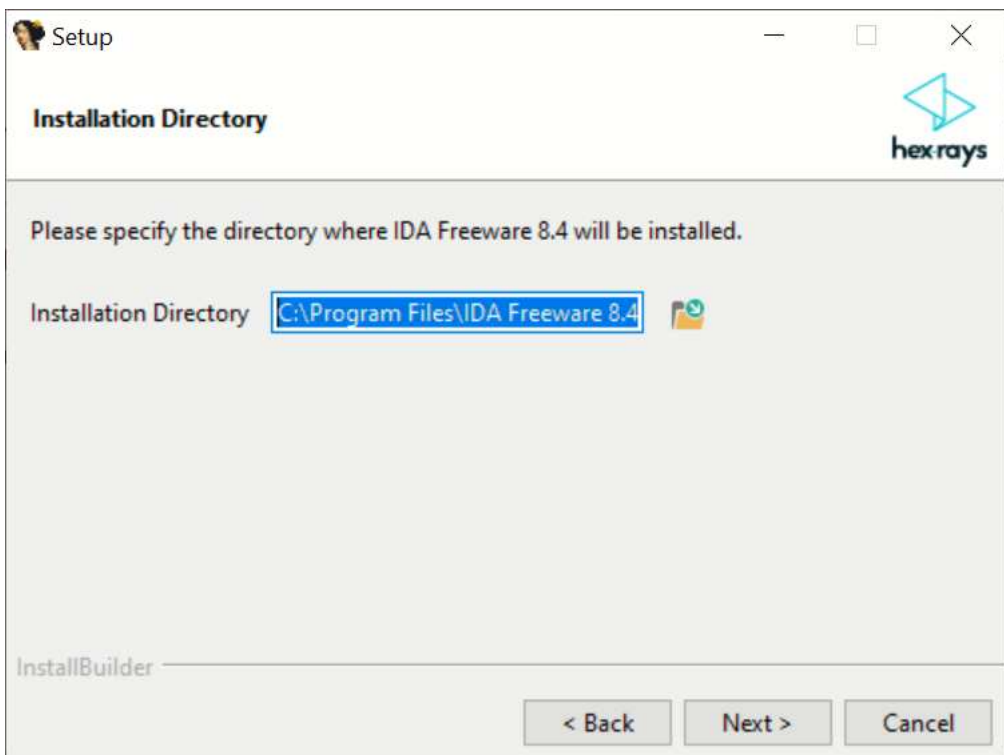 Setup
Installation Directory
hex-rays
Please specify the directory where IDA Freeware 8.4 will be installed.
Installation Directory C:\Program Files\IDA Freeware 8.4
InstallBuilder
< Back Next > Cancel